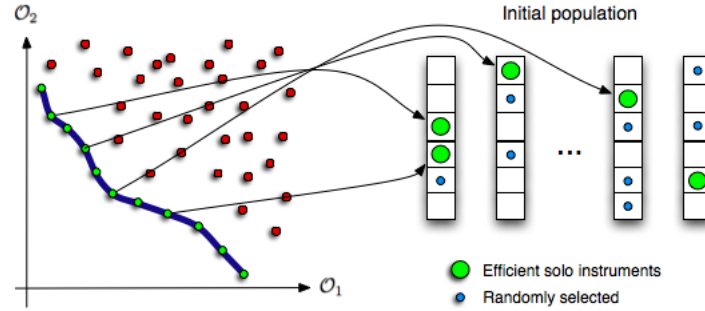 O₂
Initial population
...
O₁
Efficient solo instruments
Randomly selected